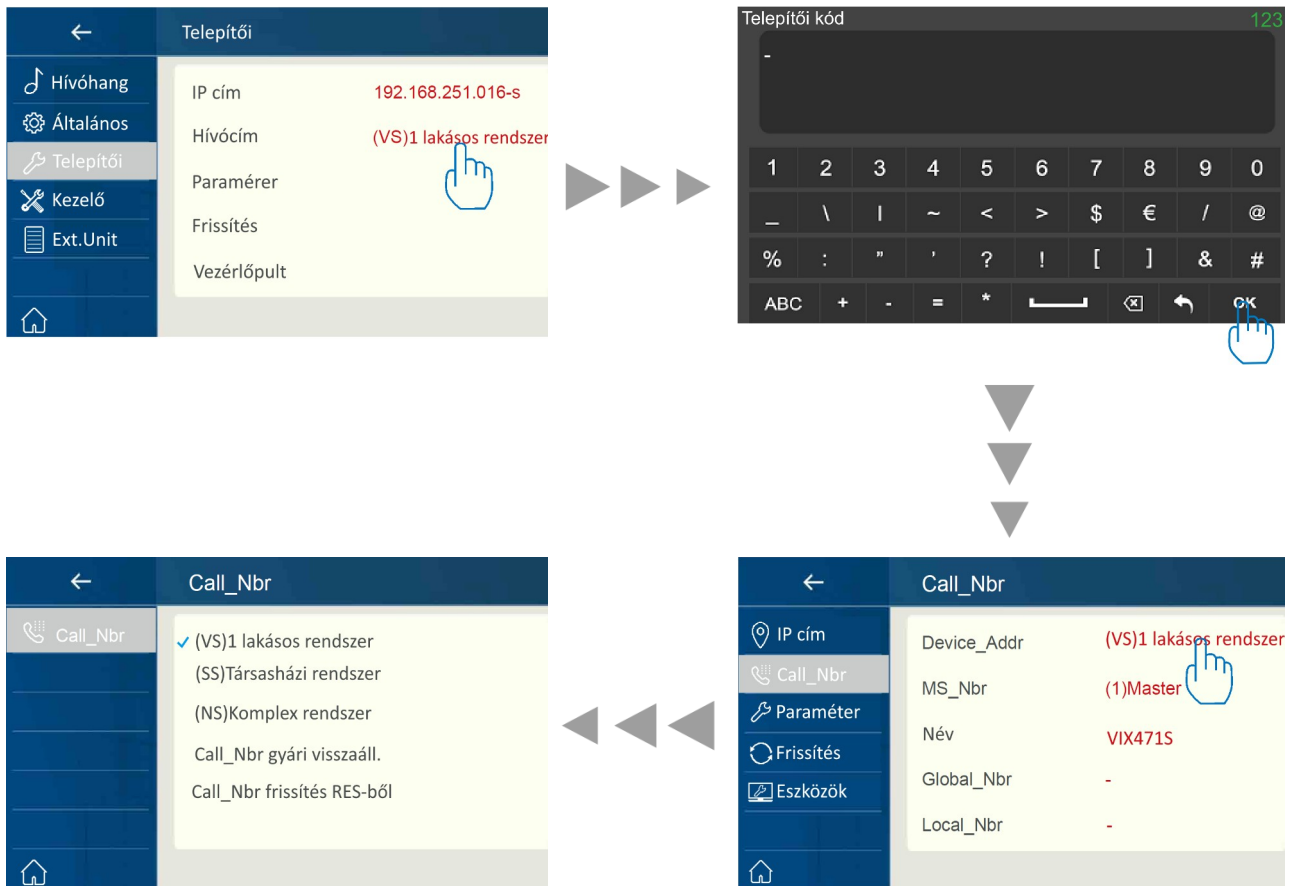 Telepítői
Hívóhang
Általános
Telepítői
Kezelő
Ext.Unit
IP cím 192.168.251.016-s
Hívócím (VS)1 lakásos rendszer
Paramérer
Frissítés
Vezérlőpult
Telepítői kód 123
-
1 2 3 4 5 6 7 8 9 0
_ \ | ~ < > $ € / @
% : " ' ? ! [ ] & #
ABC + - = * OK
Call_Nbr
Call_Nbr
(VS)1 lakásos rendszer
(SS)Társasházi rendszer
(NS)Komplex rendszer
Call_Nbr gyári visszaáll.
Call_Nbr frissítés RES-ből
Call_Nbr
IP cím
Call_Nbr
Paraméter
Frissítés
Eszközök
Device_Addr (VS)1 lakásos rendszer
MS_Nbr (1)Master
Név VIX471S
Global_Nbr -
Local_Nbr -